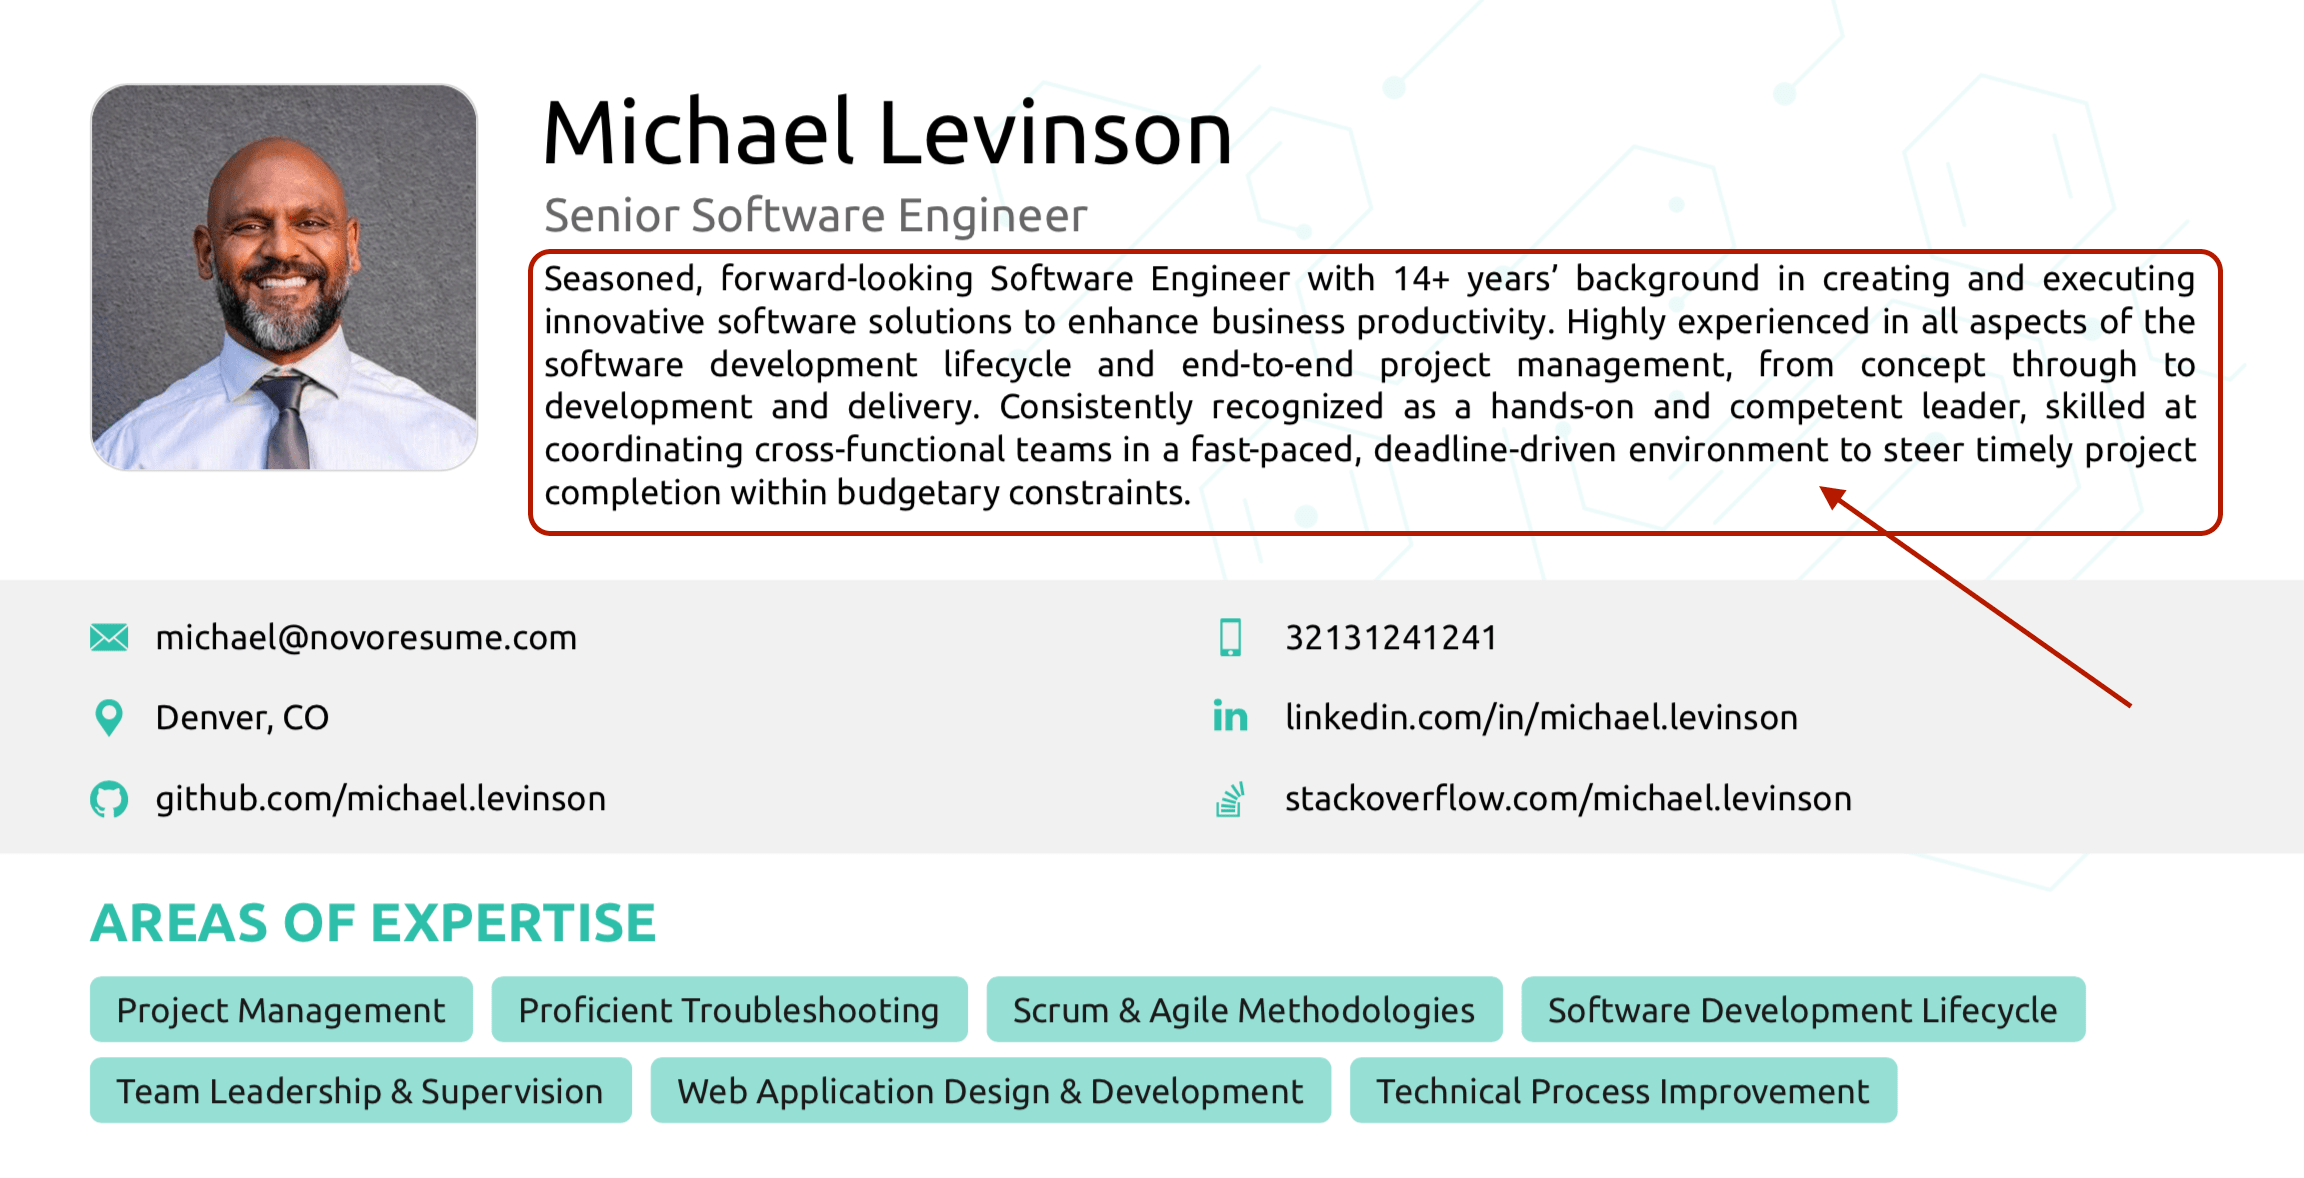 Michael Levinson
Senior Software Engineer
Seasoned, forward-looking Software Engineer with 14+ years’ background in creating and executing
innovative software solutions to enhance business productivity. Highly experienced in all aspects of the
software development lifecycle and end-to-end project management, from concept through to
development and delivery. Consistently recognized as a hands-on and competent leader, skilled at
coordinating cross-functional teams in a fast-paced, deadline-driven environment to steer timely project
completion within budgetary constraints.
michael@novoresume.com
32131241241
Denver, CO
in linkedin.com/in/michael.levinson
github.com/michael.levinson
stackoverflow.com/michael.levinson
AREAS OF EXPERTISE
Project Management
Proficient Troubleshooting
Scrum & Agile Methodologies
Software Development Lifecycle
Team Leadership & Supervision
Web Application Design & Development
Technical Process Improvement